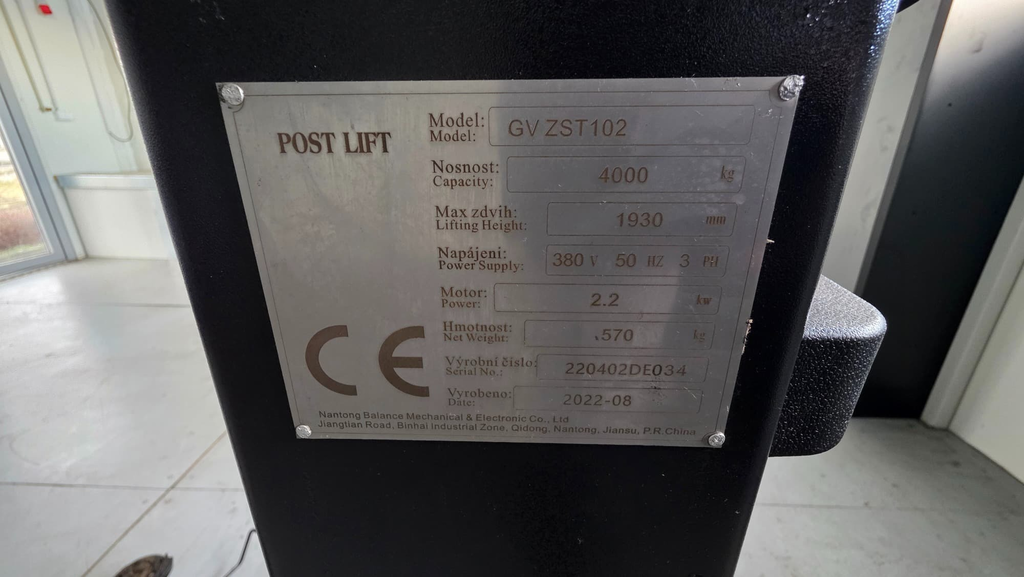 POST LIFT
Model: GV ZST102
Model:
Nosnost: 4000 kg
Capacity:
Max zdvih: 1930 mm
Lifting Height:
Napájení: 380 V 50 HZ 3 PH
Power Supply:
Motor: 2.2 kw
Power:
Hmotnost: 570 kg
Net Weight:
Výrobní číslo: 220402DE034
Serial No.:
Vyrobeno: 2022-08
Date:
CE
Nantong Balance Mechanical & Electronic Co., Ltd
Jiangtian Road, Binhai Industrial Zone, Qidong, Nantong, Jiansu, P.R.China